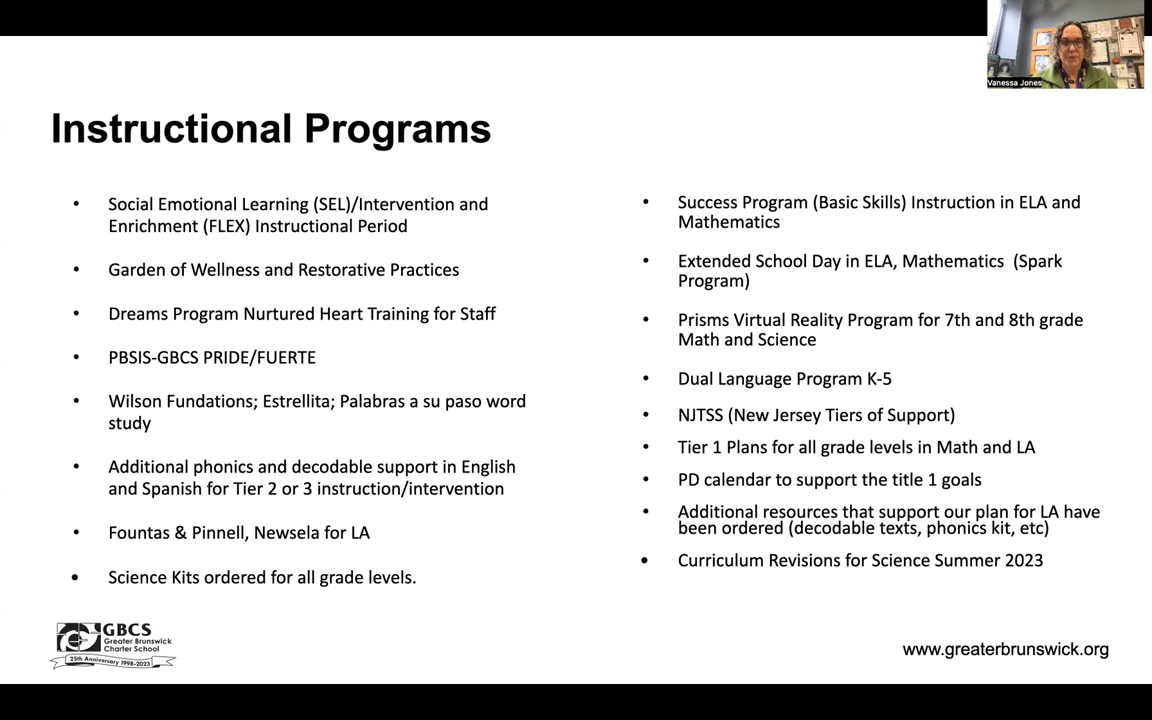 Vanessa Jones
Instructional Programs
• Social Emotional Learning (SEL)/Intervention and
Enrichment (FLEX) Instructional Period
• Garden of Wellness and Restorative Practices
• Dreams Program Nurtured Heart Training for Staff
• PBSIS-GBCS PRIDE/FUERTE
• Wilson Fundations; Estrellita; Palabras a su paso word
study
• Additional phonics and decodable support in English
and Spanish for Tier 2 or 3 instruction/intervention
• Fountas & Pinnell, Newsela for LA
• Science Kits ordered for all grade levels.
• Success Program (Basic Skills) Instruction in ELA and
Mathematics
• Extended School Day in ELA, Mathematics (Spark
Program)
• Prisms Virtual Reality Program for 7th and 8th grade
Math and Science
• Dual Language Program K-5
• NJTSS (New Jersey Tiers of Support)
• Tier 1 Plans for all grade levels in Math and LA
• PD calendar to support the title 1 goals
• Additional resources that support our plan for LA have
been ordered (decodable texts, phonics kit, etc)
• Curriculum Revisions for Science Summer 2023
GBCS
Greater Brunswick
Charter School
25th Anniversary 1998-2023
www.greaterbrunswick.org